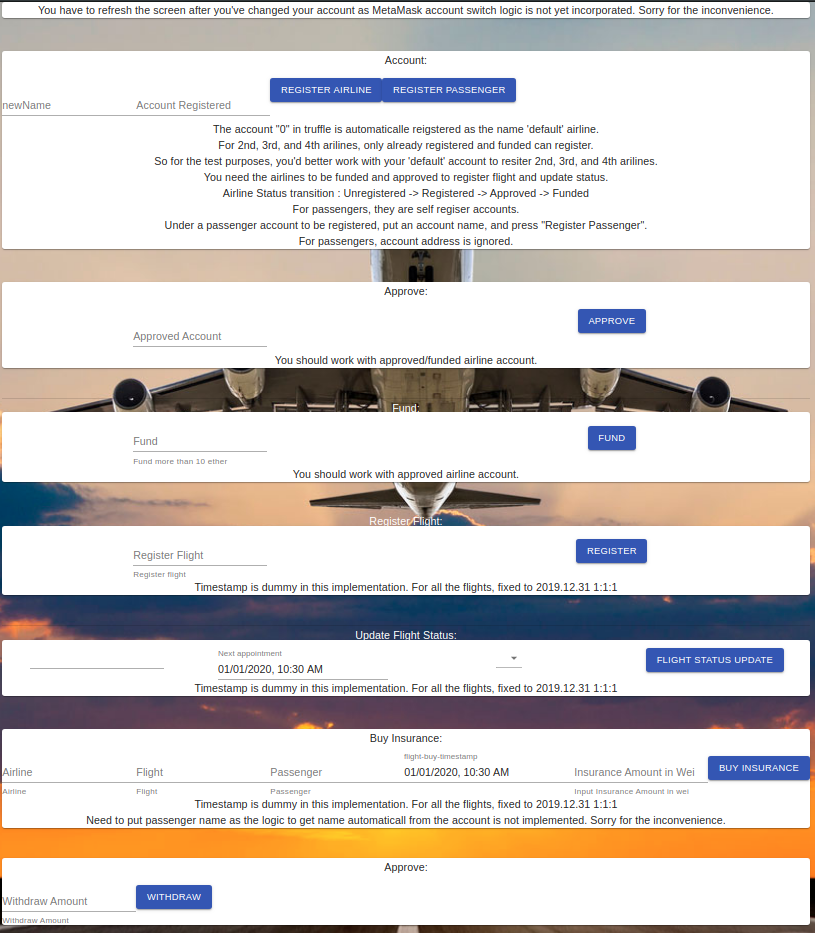 You have to refresh the screen after you've changed your account as MetaMask account switch logic is not yet incorporated. Sorry for the inconvenience.
Account:
newName Account Registered REGISTER AIRLINE REGISTER PASSENGER
The account "0" in truffle is automaticalle reigstered as the name 'default' airline.
For 2nd, 3rd, and 4th arilines, only already registered and funded can register.
So for the test purposes, you'd better work with your 'default' account to resiter 2nd, 3rd, and 4th arilines.
You need the airlines to be funded and approved to register flight and update status.
Airline Status transition : Unregistered -> Registered -> Approved -> Funded
For passengers, they are self regiser accounts.
Under a passenger account to be registered, put an account name, and press "Register Passenger".
For passengers, account address is ignored.
Approve:
Approved Account APPROVE
You should work with approved/funded airline account.
Fund:
Fund FUND
Fund more than 10 ether
You should work with approved airline account.
Register Flight:
Register Flight REGISTER
Register flight
Timestamp is dummy in this implementation. For all the flights, fixed to 2019.12.31 1:1:1
Update Flight Status:
Next appointment
01/01/2020, 10:30 AM FLIGHT STATUS UPDATE
Timestamp is dummy in this implementation. For all the flights, fixed to 2019.12.31 1:1:1
Buy Insurance:
flight-buy-timestamp
Airline Flight Passenger 01/01/2020, 10:30 AM Insurance Amount in Wei BUY INSURANCE
Airline Flight Passenger Input Insurance Amount in wei
Timestamp is dummy in this implementation. For all the flights, fixed to 2019.12.31 1:1:1
Need to put passenger name as the logic to get name automaticall from the account is not implemented. Sorry for the inconvenience.
Approve:
Withdraw Amount WITHDRAW
Withdraw Amount